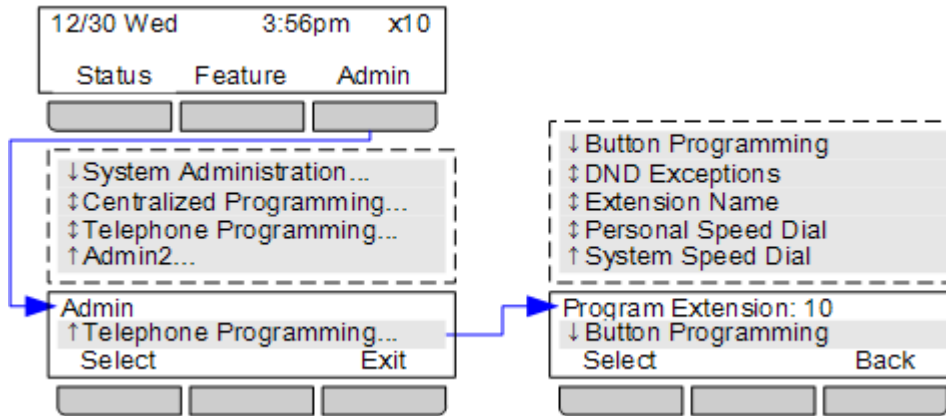 12/30 Wed 3:56pm x10
Status Feature Admin
↓System Administration...
↕Centralized Programming...
↕Telephone Programming...
↑Admin2...
Admin
↑Telephone Programming...
Select Exit
↓Button Programming
↕DND Exceptions
↕Extension Name
↕Personal Speed Dial
↑System Speed Dial
Program Extension: 10
↓Button Programming
Select Back